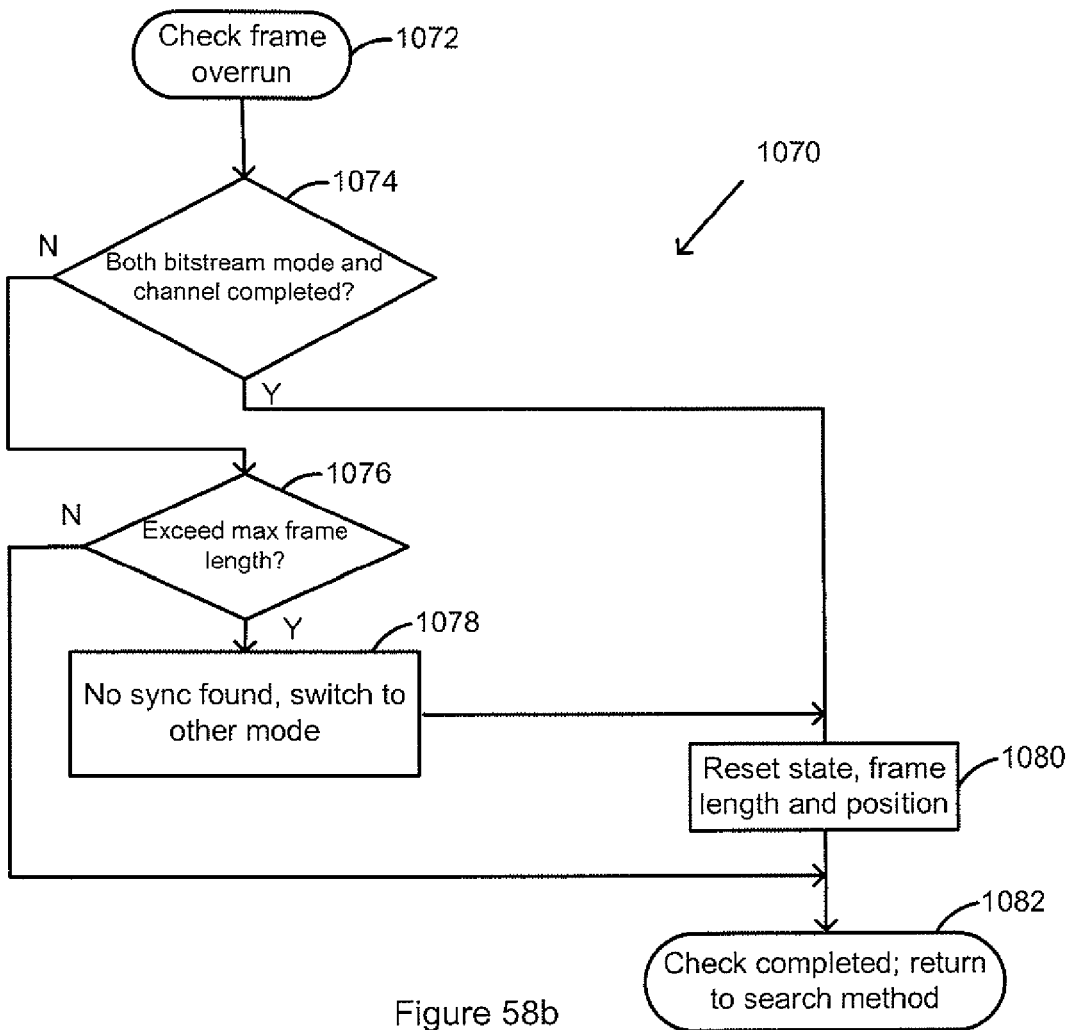 Check frame
overrun
1072
1070
1074
N
Both bitstream mode and
channel completed?
Y
1076
N
Exceed max frame
length?
Y
1078
No sync found, switch to
other mode
Reset state, frame
length and position
1080
1082
Check completed; return
to search method
Figure 58b